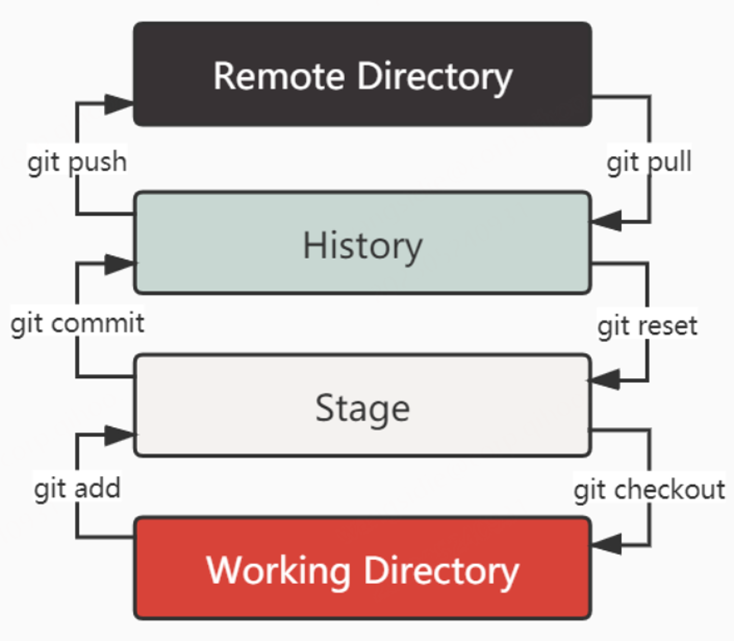 Remote Directory
git push
git pull
History
git commit
git reset
Stage
git add
git checkout
Working Directory